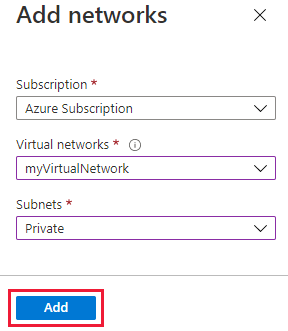 Add networks
Subscription *
Azure Subscription
Virtual networks *
myVirtualNetwork
Subnets *
Private
Add